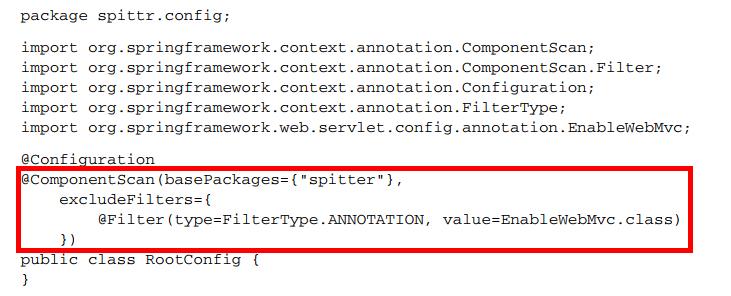 package spittr.config;
import org.springframework.context.annotation.ComponentScan;
import org.springframework.context.annotation.ComponentScan.Filter;
import org.springframework.context.annotation.Configuration;
import org.springframework.context.annotation.FilterType;
import org.springframework.web.servlet.config.annotation.EnableWebMvc;
@Configuration
@ComponentScan(basePackages={"spitter"},
excludeFilters={
@Filter(type=FilterType.ANNOTATION, value=EnableWebMvc.class)
})
public class RootConfig {
}